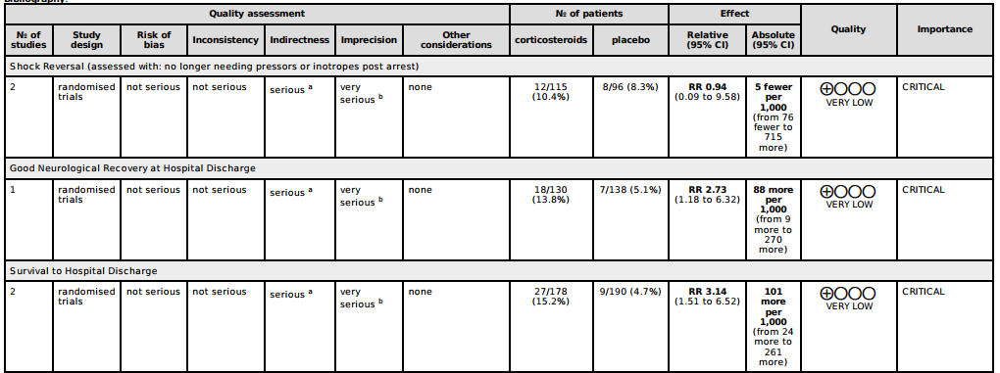 Bibliography:
Quality assessment
№ of patients
Effect
Quality
Importance
№ of
studies
Study
design
Risk of
bias
Inconsistency
Indirectness
Imprecision
Other
considerations
corticosteroids
placebo
Relative
(95% CI)
Absolute
(95% CI)
Shock Reversal (assessed with: no longer needing pressors or inotropes post arrest)
2
randomised
trials
not serious
not serious
serious a
very
serious b
none
12/115
(10.4%)
8/96 (8.3%)
RR 0.94
(0.09 to 9.58)
5 fewer
per
1,000
(from 76
fewer to
715
more)
⨁◯◯◯
VERY LOW
CRITICAL
Good Neurological Recovery at Hospital Discharge
1
randomised
trials
not serious
not serious
serious a
very
serious b
none
18/130
(13.8%)
7/138 (5.1%)
RR 2.73
(1.18 to 6.32)
88 more
per
1,000
(from 9
more to
270
more)
⨁◯◯◯
VERY LOW
CRITICAL
Survival to Hospital Discharge
2
randomised
trials
not serious
not serious
serious a
very
serious b
none
27/178
(15.2%)
9/190 (4.7%)
RR 3.14
(1.51 to 6.52)
101
more
per
1,000
(from 24
more to
261
more)
⨁◯◯◯
VERY LOW
CRITICAL